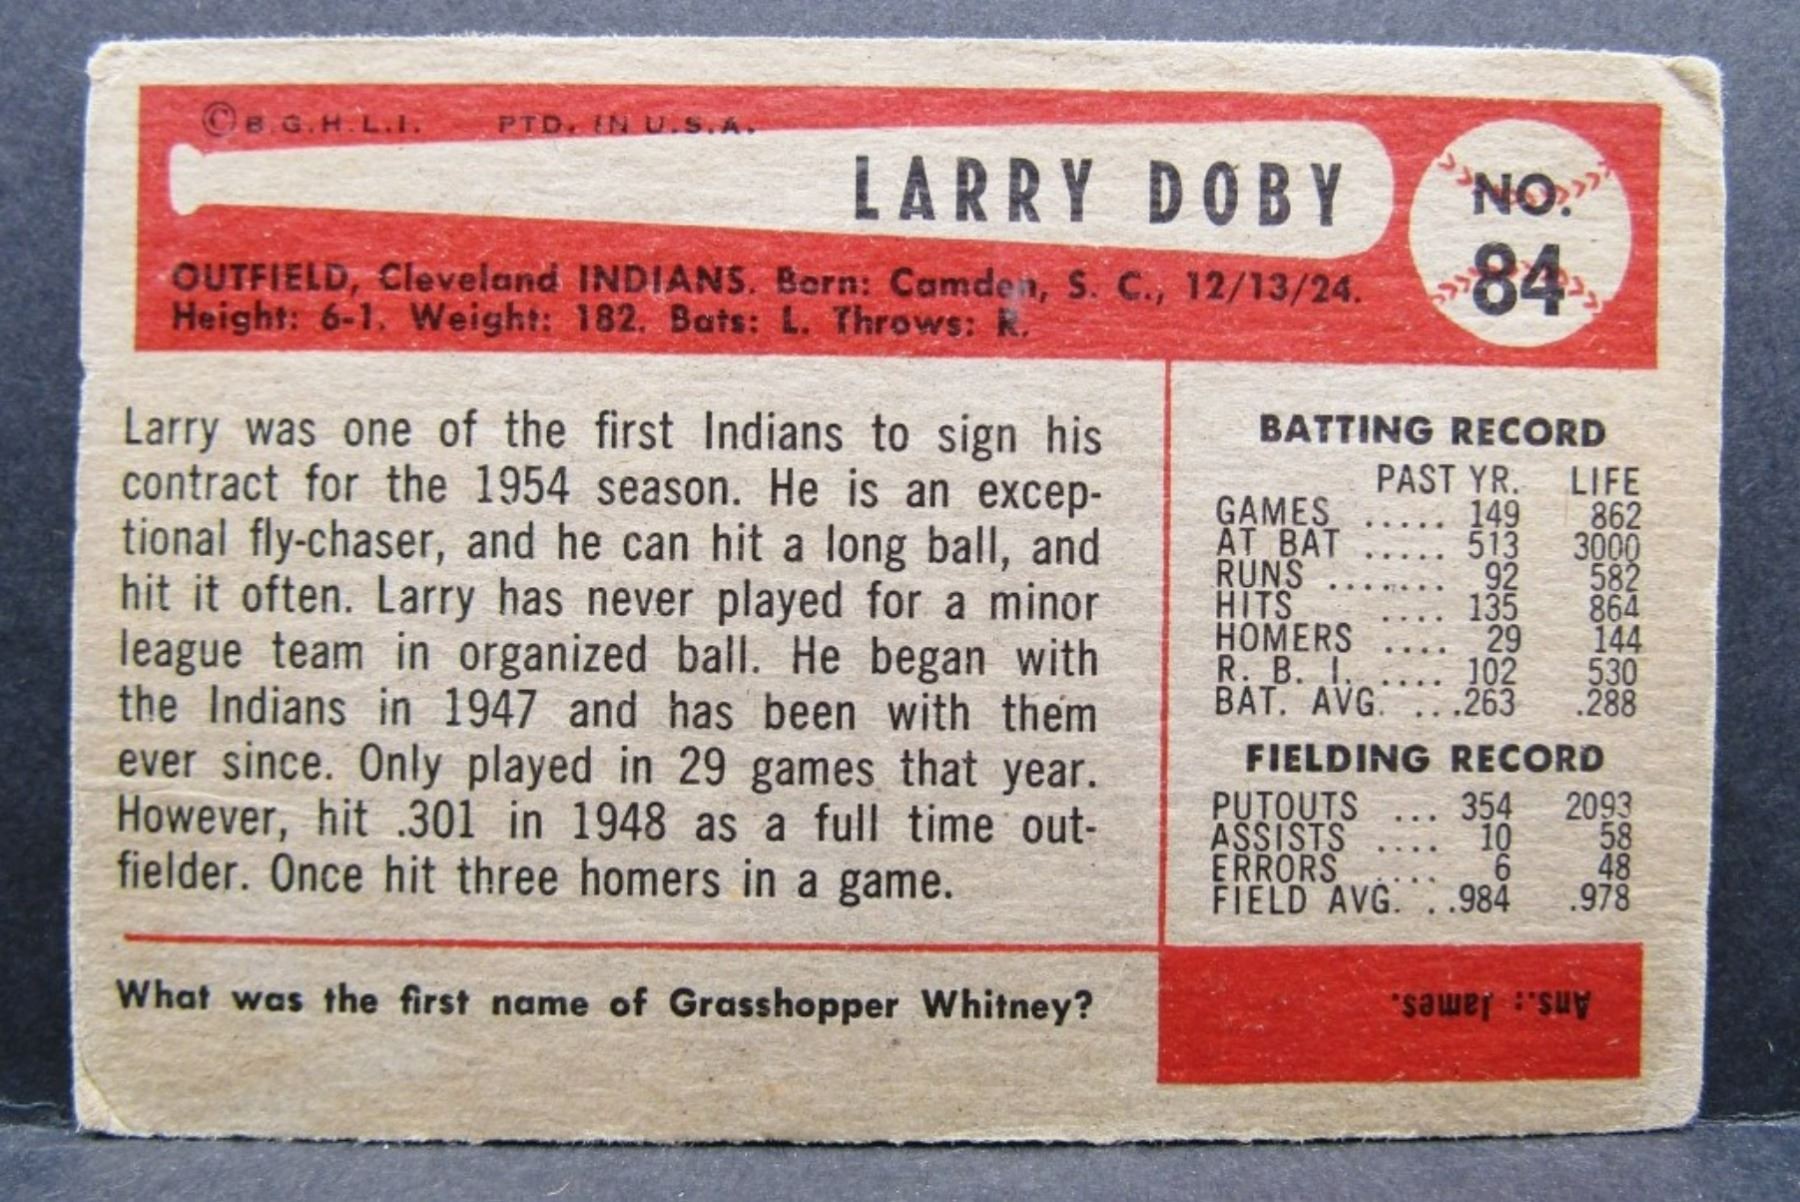 ©B.G.H.L.I. PTD. IN U.S.A.
LARRY DOBY
NO.
84
OUTFIELD, Cleveland INDIANS. Born: Camden, S. C., 12/13/24.
Height: 6-1. Weight: 182. Bats: L. Throws: R.
Larry was one of the first Indians to sign his
contract for the 1954 season. He is an excep-
tional fly-chaser, and he can hit a long ball, and
hit it often. Larry has never played for a minor
league team in organized ball. He began with
the Indians in 1947 and has been with them
ever since. Only played in 29 games that year.
However, hit .301 in 1948 as a full time out-
fielder. Once hit three homers in a game.
BATTING RECORD
PAST YR. LIFE
GAMES ..... 149 862
AT BAT ..... 513 3000
RUNS ........ 92 582
HITS .... 135 864
HOMERS .... 29 144
R. B. I. .... 102 530
BAT. AVG. ...263 .288
FIELDING RECORD
PUTOUTS ... 354 2093
ASSISTS .... 10 58
ERRORS .... 6 48
FIELD AVG. ..984 .978
What was the first name of Grasshopper Whitney?
Ans.: James.